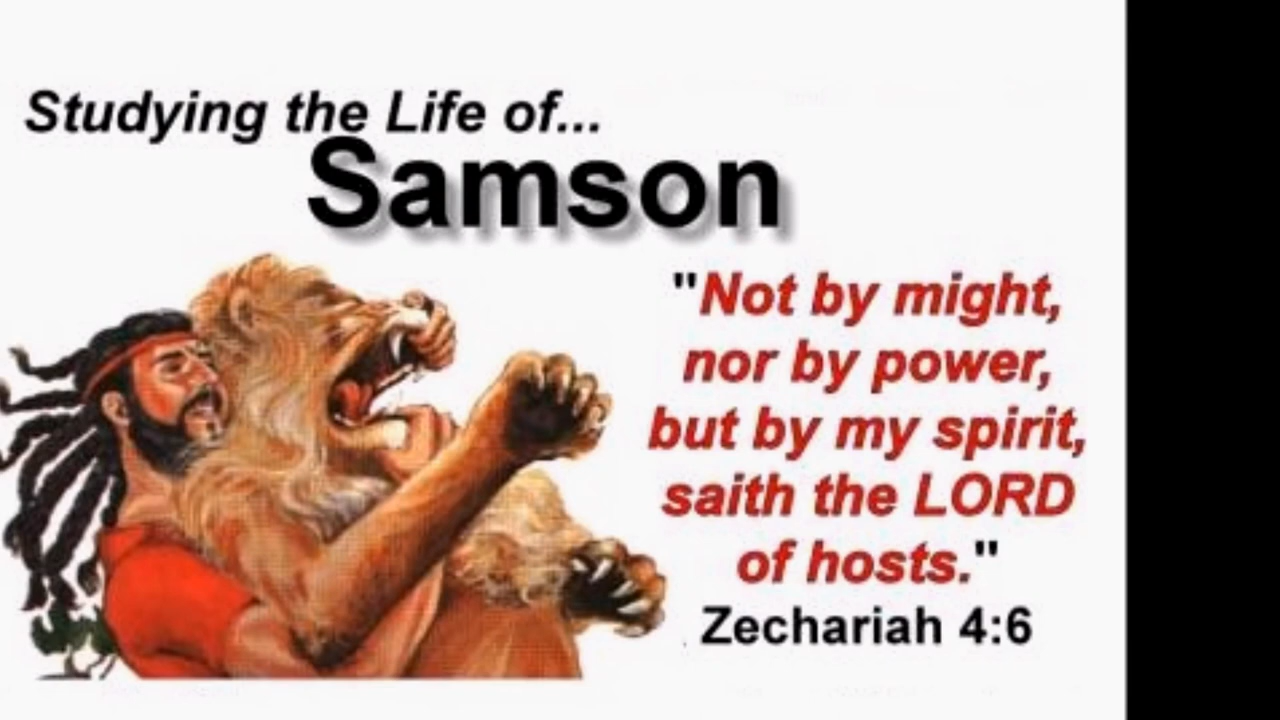 Studying the Life of...
Samson
"Not by might,
nor by power,
but by my spirit,
saith the LORD
of hosts."
Zechariah 4:6